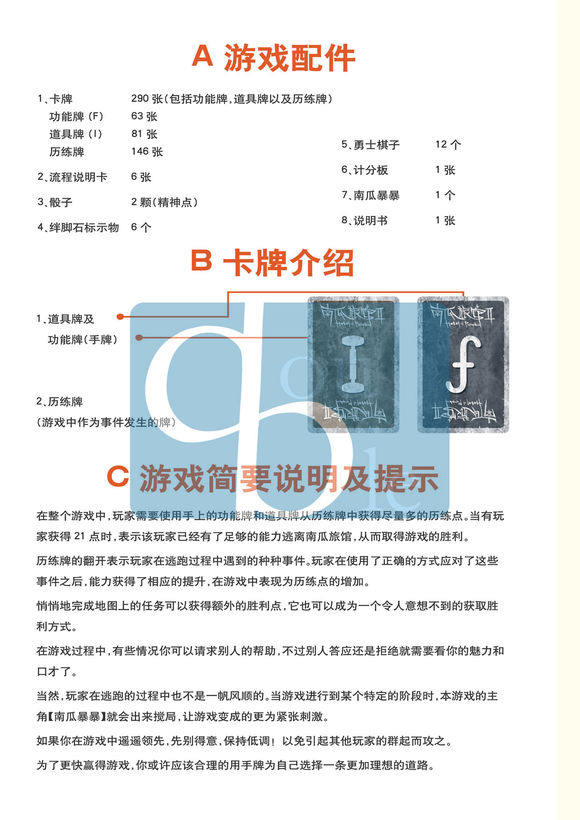 A 游戏配件
1、卡牌 290 张（包括功能牌，道具牌以及历练牌）
功能牌（F） 63 张
道具牌（I） 81 张
历练牌 146 张
2、流程说明卡 6 张
3、骰子 2 颗（精神点）
4、绊脚石标示物 6 个
5、勇士棋子 12 个
6、计分板 1 张
7、南瓜暴暴 1 个
8、说明书 1 张
B 卡牌介绍
1、道具牌及
功能牌（手牌）
I
f
2、历练牌
（游戏中作为事件发生的牌）
C 游戏简要说明及提示
在整个游戏中，玩家需要使用手上的功能牌和道具牌从历练牌中获得尽量多的历练点。当有玩
家获得 21 点时，表示该玩家已经有了足够的能力逃离南瓜旅馆，从而取得游戏的胜利。
历练牌的翻开表示玩家在逃跑过程中遇到的种种事件。玩家在使用了正确的方式应对了这些
事件之后，能力获得了相应的提升，在游戏中表现为历练点的增加。
悄悄地完成地图上的任务可以获得额外的胜利点，它也可以成为一个令人意想不到的获取胜
利方式。
在游戏过程中，有些情况你可以请求别人的帮助，不过别人答应还是拒绝就需要看你的魅力和
口才了。
当然，玩家在逃跑的过程中也不是一帆风顺的。当游戏进行到某个特定的阶段时，本游戏的主
角【南瓜暴暴】就会出来搅局，让游戏变成的更为紧张刺激。
如果你在游戏中遥遥领先，先别得意，保持低调！以免引起其他玩家的群起而攻之。
为了更快赢得游戏，你或许应该合理的用手牌为自己选择一条更加理想的道路。